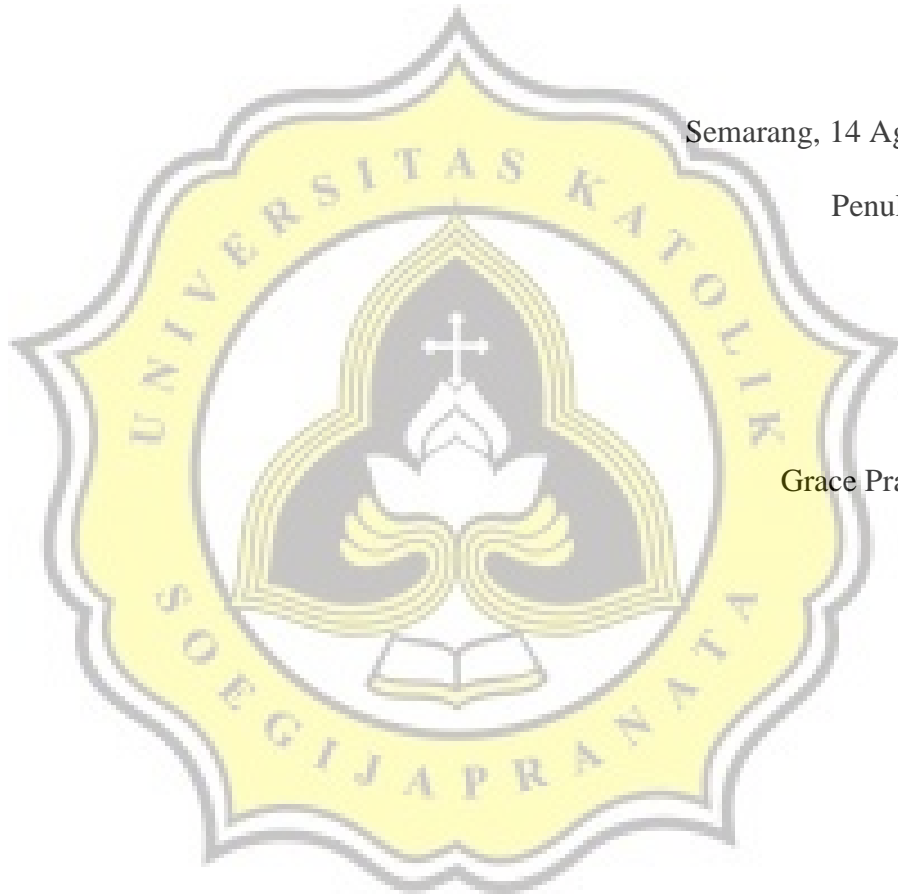 Semarang, 14 Ag
Penul
Grace Pra
UNIVERSITAS KATOLIK
SOEGIJAPRANATA